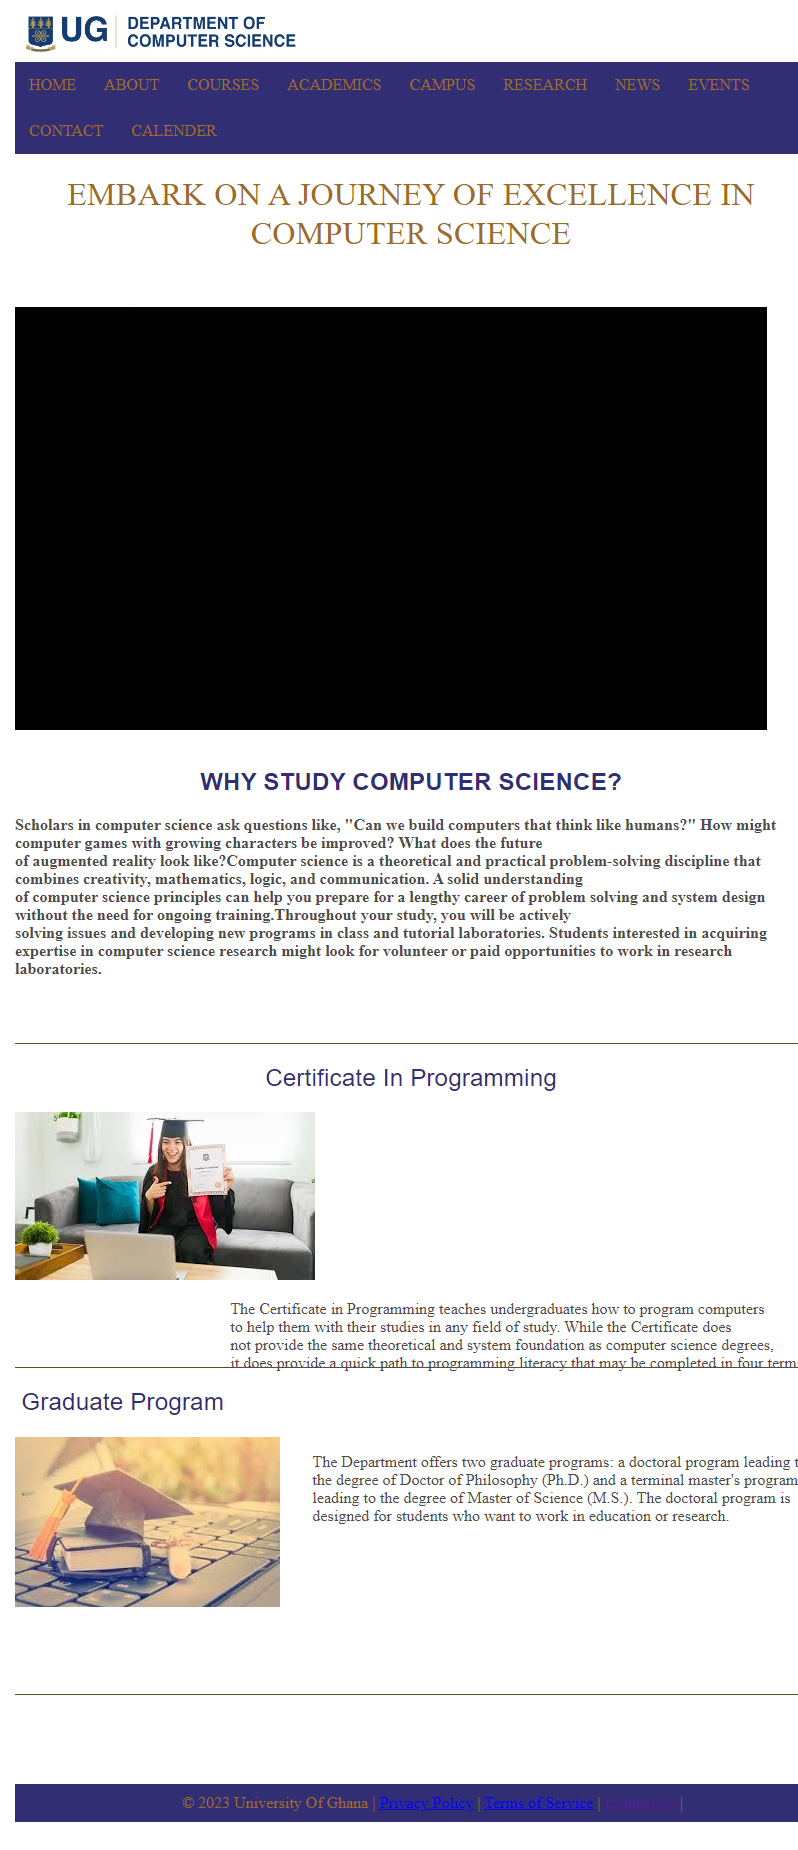 UG DEPARTMENT OF
COMPUTER SCIENCE
HOME ABOUT COURSES ACADEMICS CAMPUS RESEARCH NEWS EVENTS
CONTACT CALENDER
EMBARK ON A JOURNEY OF EXCELLENCE IN
COMPUTER SCIENCE
WHY STUDY COMPUTER SCIENCE?
Scholars in computer science ask questions like, "Can we build computers that think like humans?" How might
computer games with growing characters be improved? What does the future
of augmented reality look like?Computer science is a theoretical and practical problem-solving discipline that
combines creativity, mathematics, logic, and communication. A solid understanding
of computer science principles can help you prepare for a lengthy career of problem solving and system design
without the need for ongoing training.Throughout your study, you will be actively
solving issues and developing new programs in class and tutorial laboratories. Students interested in acquiring
expertise in computer science research might look for volunteer or paid opportunities to work in research
laboratories.
Certificate In Programming
The Certificate in Programming teaches undergraduates how to program computers
to help them with their studies in any field of study. While the Certificate does
not provide the same theoretical and system foundation as computer science degrees,
it does provide a quick path to programming literacy that may be completed in four term
Graduate Program
The Department offers two graduate programs: a doctoral program leading t
the degree of Doctor of Philosophy (Ph.D.) and a terminal master's program
leading to the degree of Master of Science (M.S.). The doctoral program is
designed for students who want to work in education or research.
© 2023 University Of Ghana | Privacy Policy | Terms of Service | |